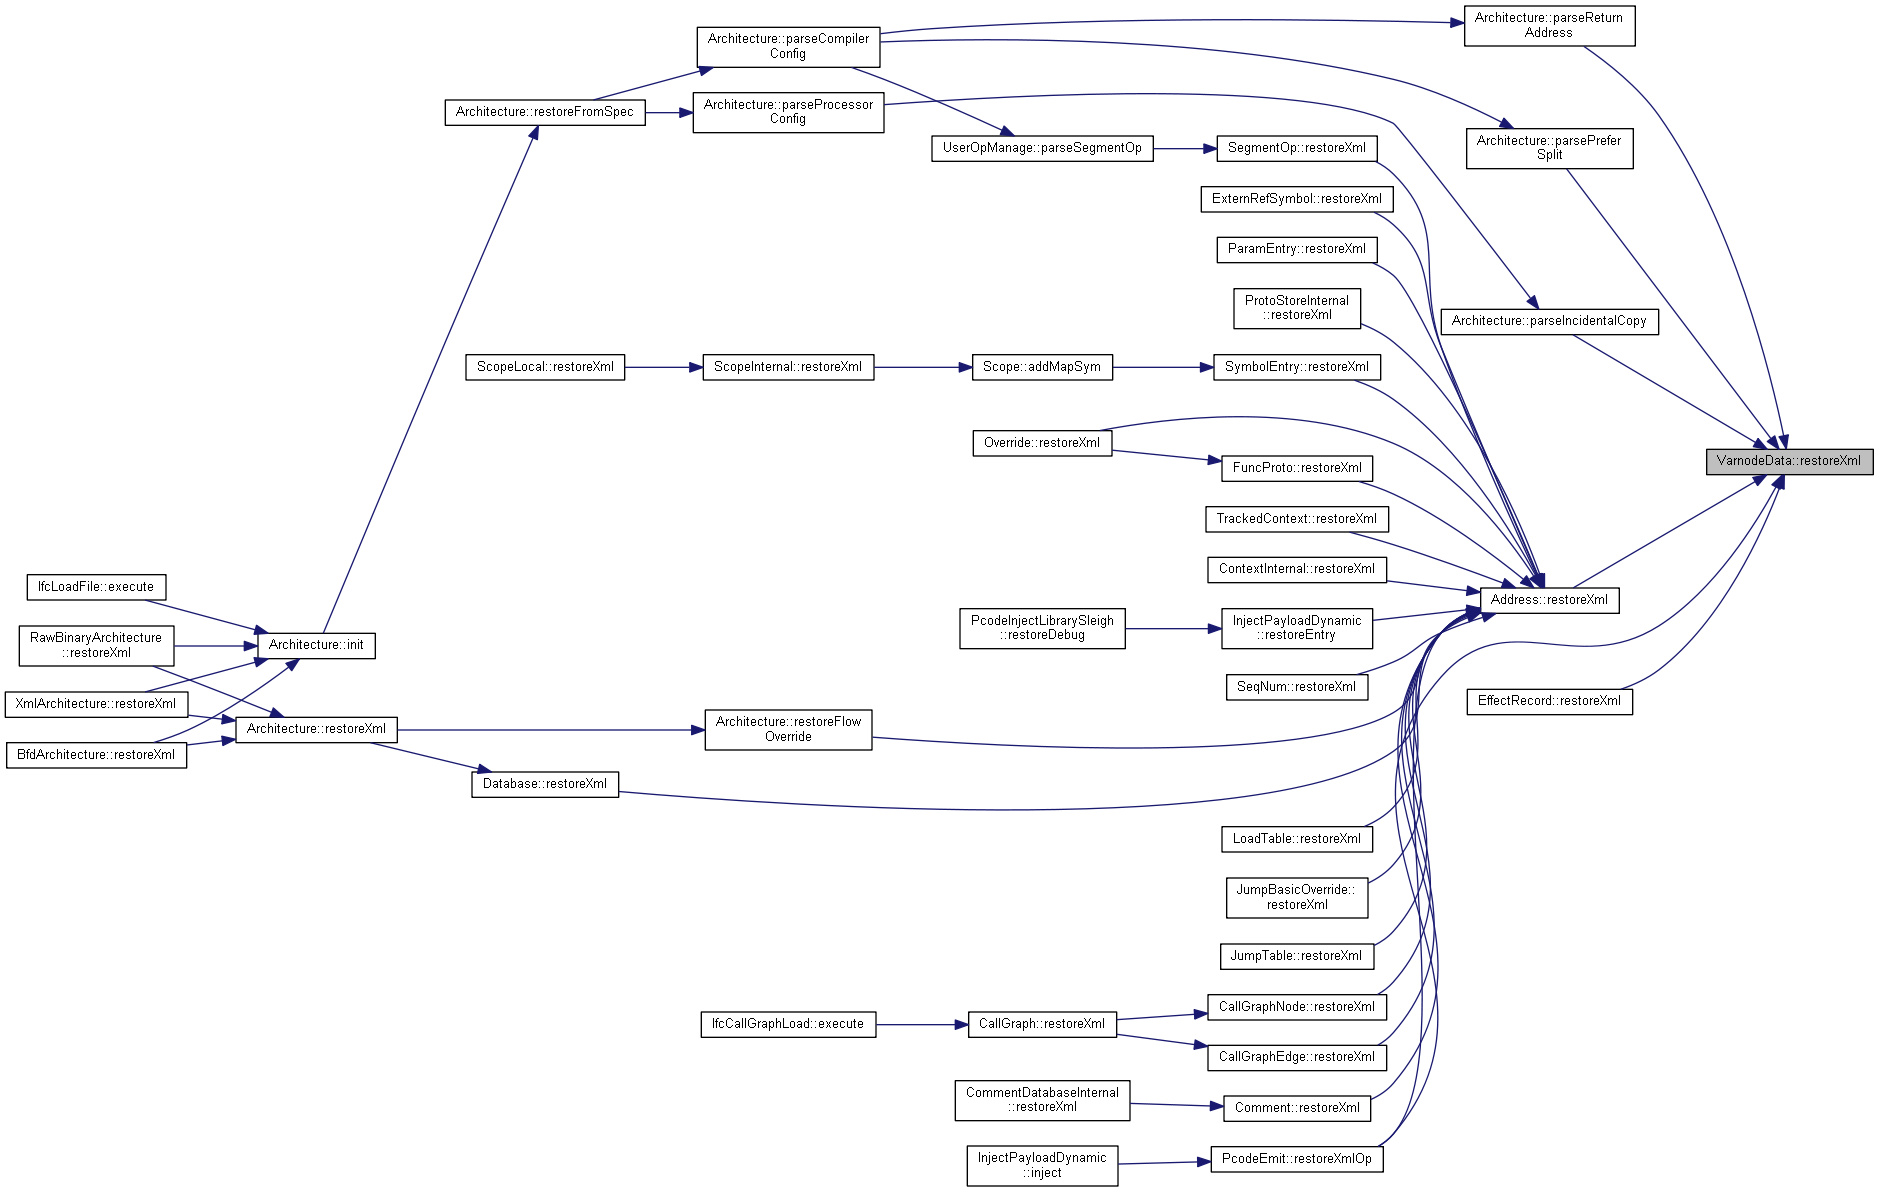 Architecture::parseReturn
Address
Architecture::parseCompiler
Config
Architecture::restoreFromSpec
Architecture::parseProcessor
Config
UserOpManage::parseSegmentOp
SegmentOp::restoreXml
Architecture::parsePrefer
Split
ExternRefSymbol::restoreXml
ParamEntry::restoreXml
ProtoStoreInternal
::restoreXml
Architecture::parseIncidentalCopy
ScopeLocal::restoreXml
ScopeInternal::restoreXml
Scope::addMapSym
SymbolEntry::restoreXml
Override::restoreXml
FuncProto::restoreXml
VarnodeData::restoreXml
TrackedContext::restoreXml
ContextInternal::restoreXml
IfcLoadFile::execute
Address::restoreXml
RawBinaryArchitecture
::restoreXml
Architecture::init
PcodeInjectLibrarySleigh
::restoreDebug
InjectPayloadDynamic
::restoreEntry
SeqNum::restoreXml
EffectRecord::restoreXml
XmlArchitecture::restoreXml
Architecture::restoreXml
Architecture::restoreFlow
Override
BfdArchitecture::restoreXml
Database::restoreXml
LoadTable::restoreXml
JumpBasicOverride::
restoreXml
JumpTable::restoreXml
CallGraphNode::restoreXml
IfcCallGraphLoad::execute
CallGraph::restoreXml
CallGraphEdge::restoreXml
CommentDatabaseInternal
::restoreXml
Comment::restoreXml
InjectPayloadDynamic
::inject
PcodeEmit::restoreXmlOp